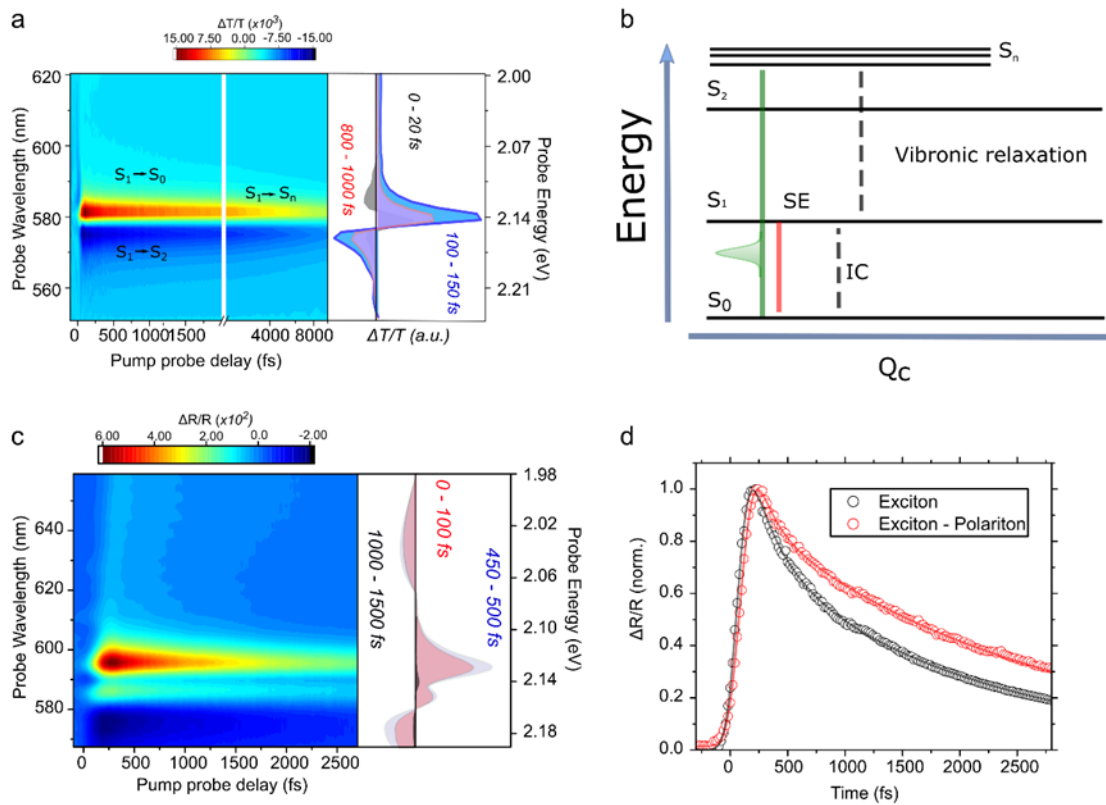 a
ΔT/T (x10³)
15.00 7.50 0.00 -7.50 -15.00
620
600
580
560
Probe Wavelength (nm)
S₁→S₀
S₁→Sₙ
S₁→S₂
0 500 1000 1500 4000 8000
Pump probe delay (fs)
0 - 20 fs
800 - 1000 fs
100 - 150 fs
ΔT/T (a.u.)
2.00
2.07
2.14
2.21
Probe Energy (eV)
b
Energy
Sₙ
S₂
Vibronic relaxation
S₁
SE
IC
S₀
Q꜀
c
ΔR/R (x10²)
6.00 4.00 2.00 0.0 -2.00
640
620
600
580
Probe Wavelength (nm)
0 500 1000 1500 2000 2500
Pump probe delay (fs)
0 - 100 fs
1000 - 1500 fs
450 - 500 fs
1.98
2.02
2.06
2.10
2.14
2.18
Probe Energy (eV)
d
Exciton
Exciton - Polariton
1.0
0.8
0.6
0.4
0.2
0.0
ΔR/R (norm.)
0 500 1000 1500 2000 2500
Time (fs)